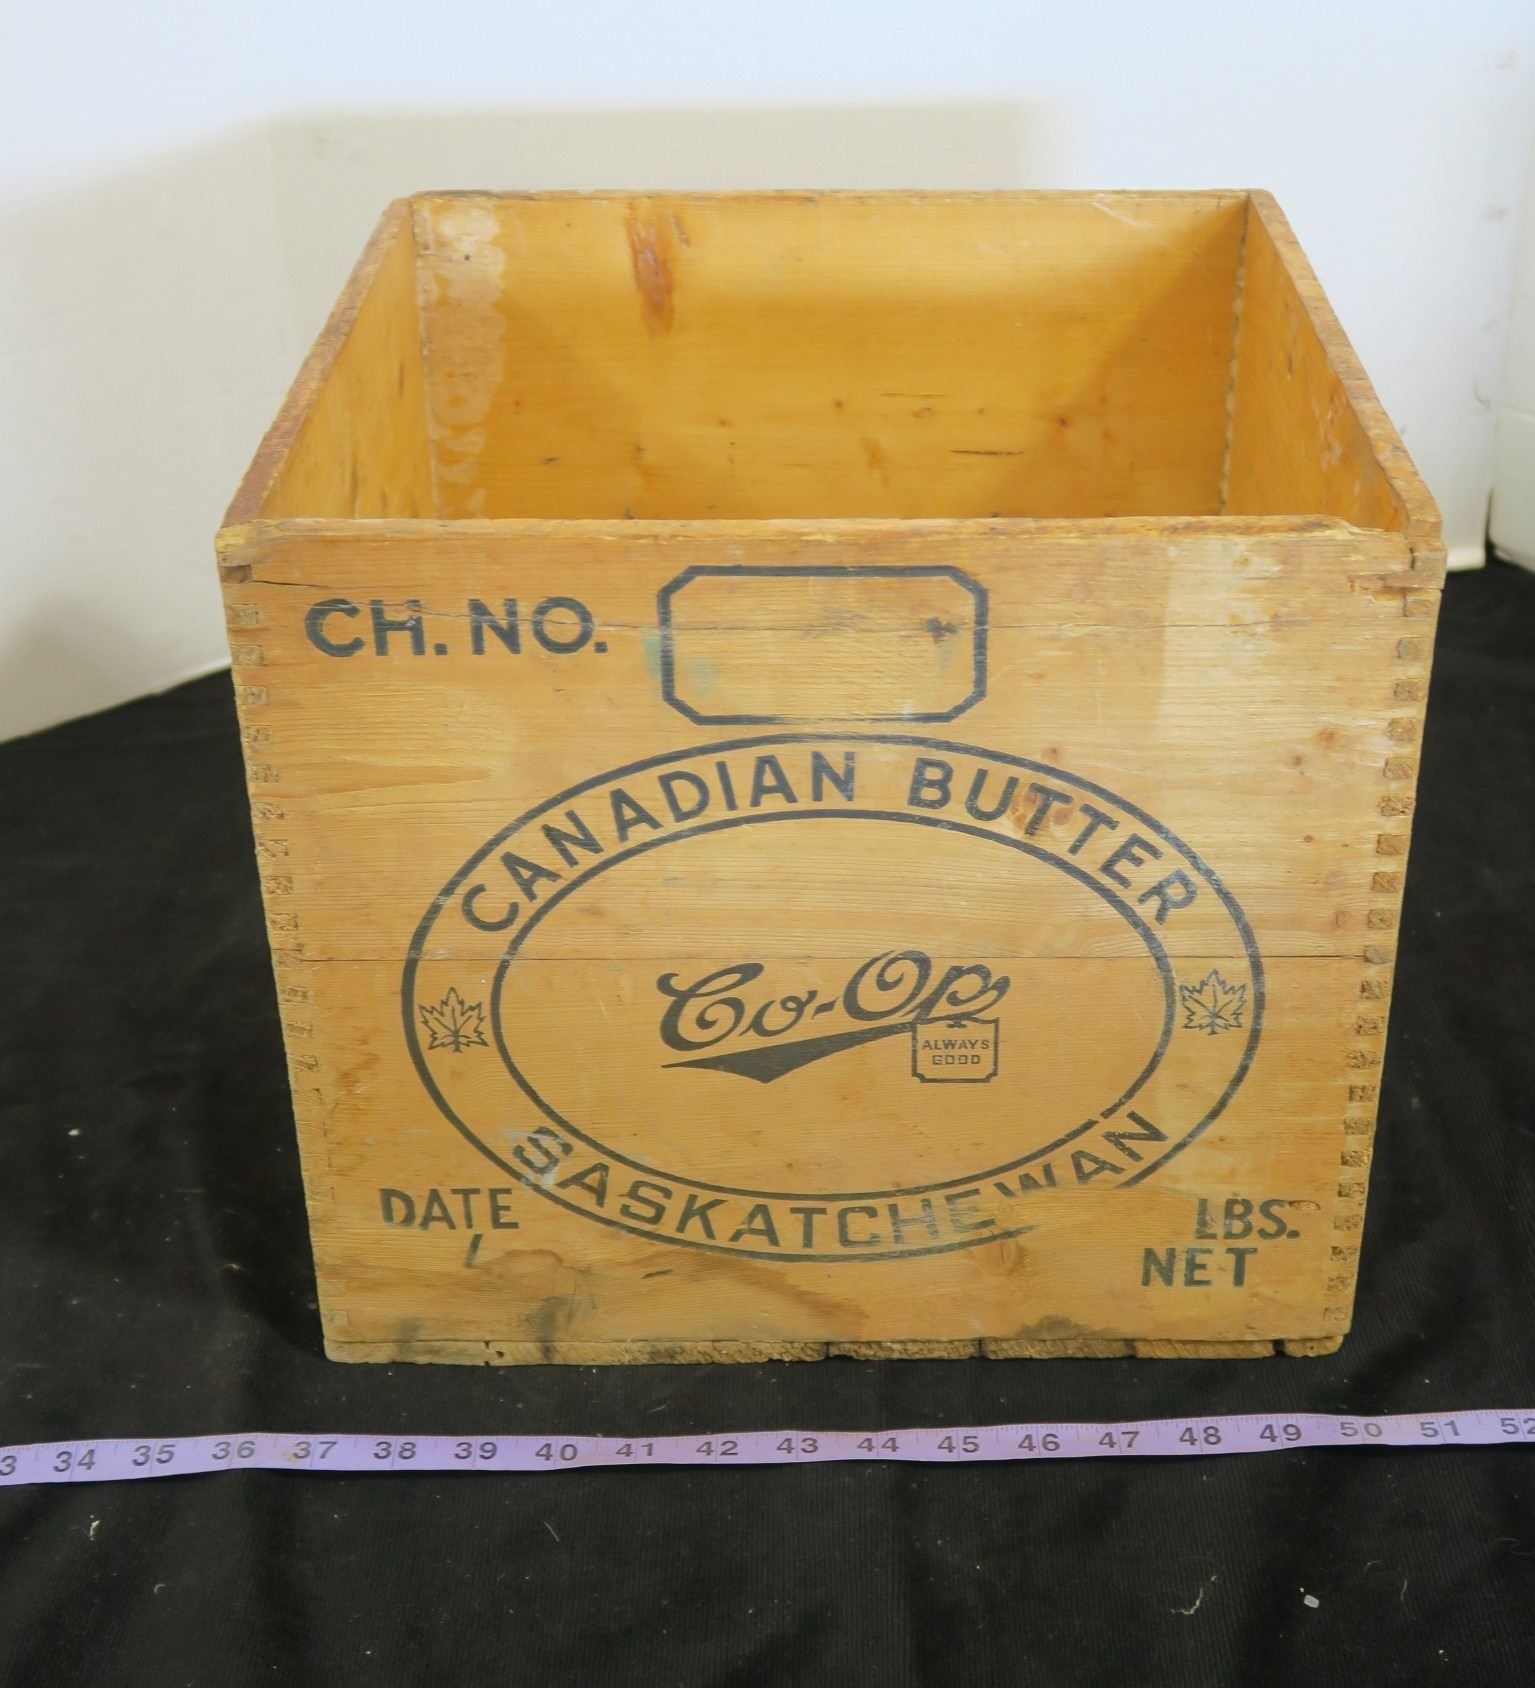 CH. NO.
CANADIAN BUTTER
Co-Op
ALWAYS
GOOD
SASKATCHEWAN
DATE
LBS.
NET
34 35 36 37 38 39 40 41 42 43 44 45 46 47 48 49 50 51 52